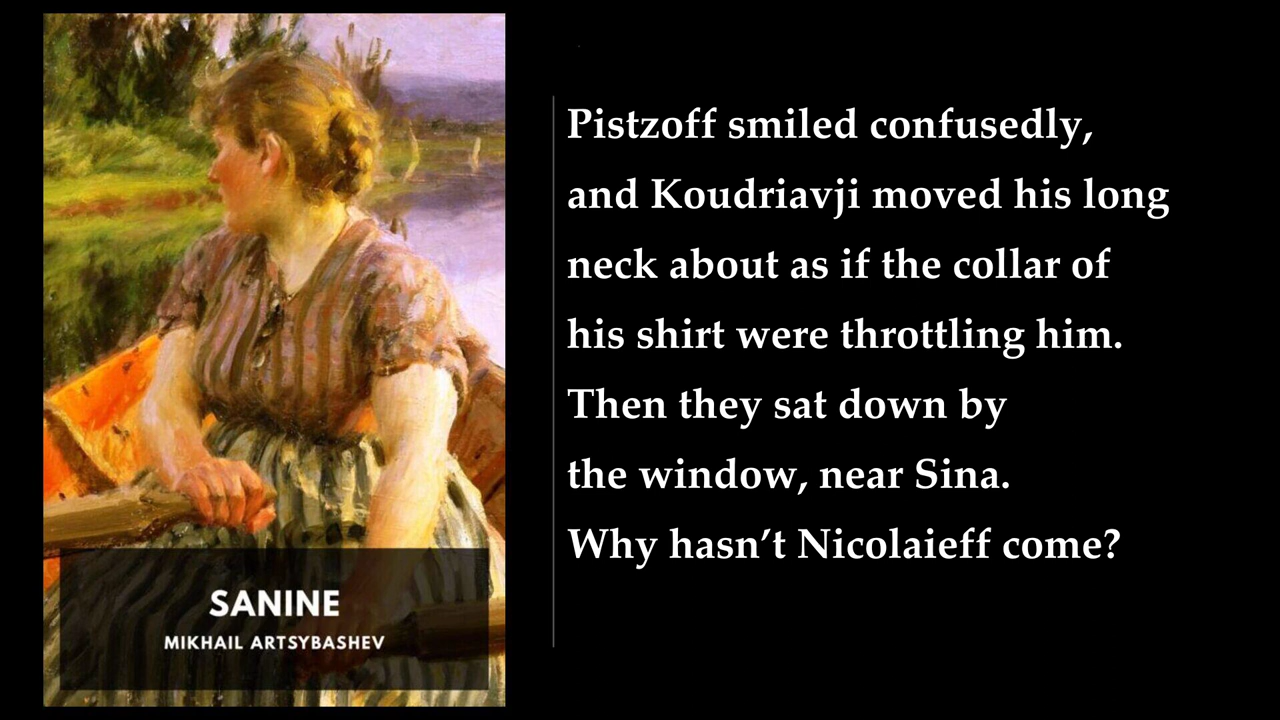 SANINE
MIKHAIL ARTSYBASHEV
Pistzoff smiled confusedly,
and Koudriavji moved his long
neck about as if the collar of
his shirt were throttling him.
Then they sat down by
the window, near Sina.
Why hasn’t Nicolaieff come?